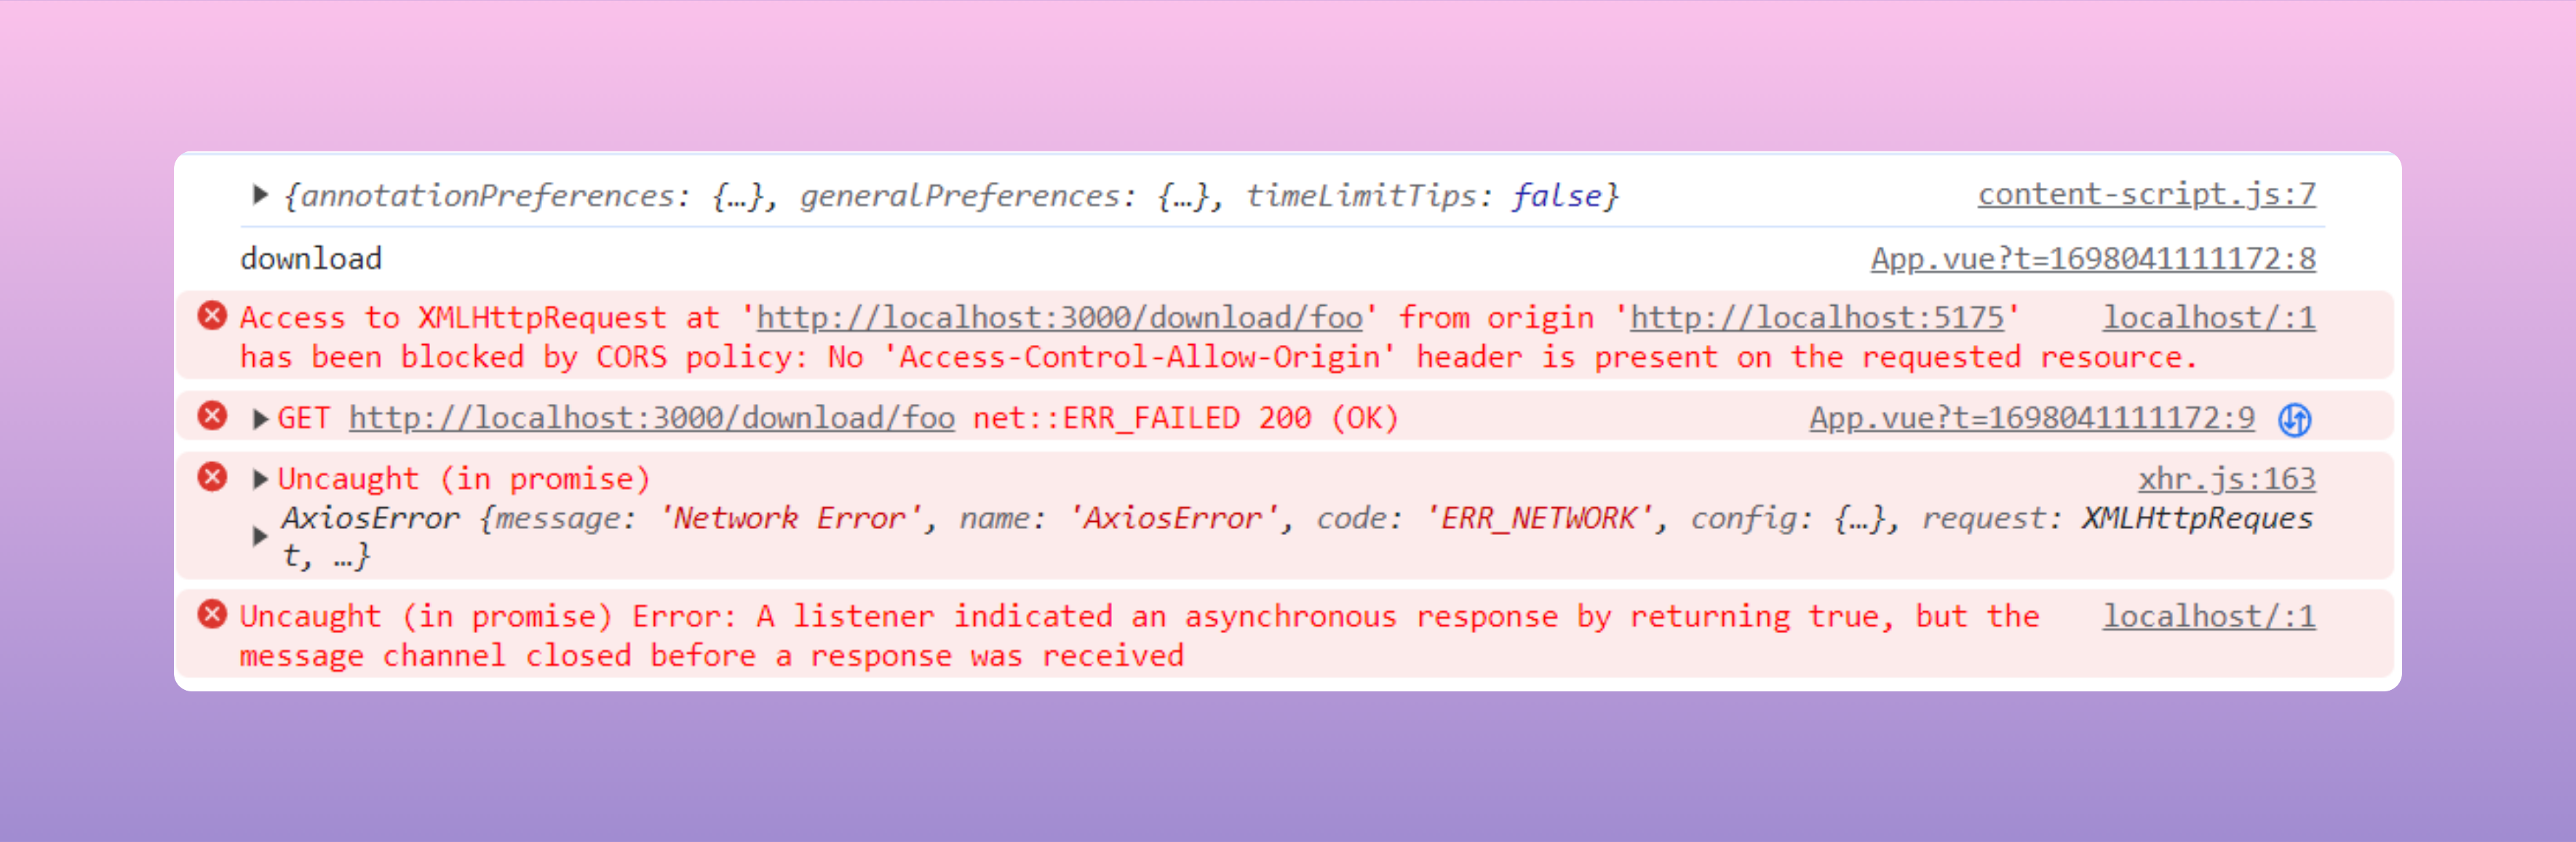 {annotationPreferences: {…}, generalPreferences: {…}, timeLimitTips: false} content-script.js:7
download App.vue?t=1698041111172:8
Access to XMLHttpRequest at 'http://localhost:3000/download/foo' from origin 'http://localhost:5175' localhost/:1
has been blocked by CORS policy: No 'Access-Control-Allow-Origin' header is present on the requested resource.
GET http://localhost:3000/download/foo net::ERR_FAILED 200 (OK) App.vue?t=1698041111172:9
Uncaught (in promise) xhr.js:163
AxiosError {message: 'Network Error', name: 'AxiosError', code: 'ERR_NETWORK', config: {…}, request: XMLHttpReques
t, …}
Uncaught (in promise) Error: A listener indicated an asynchronous response by returning true, but the localhost/:1
message channel closed before a response was received